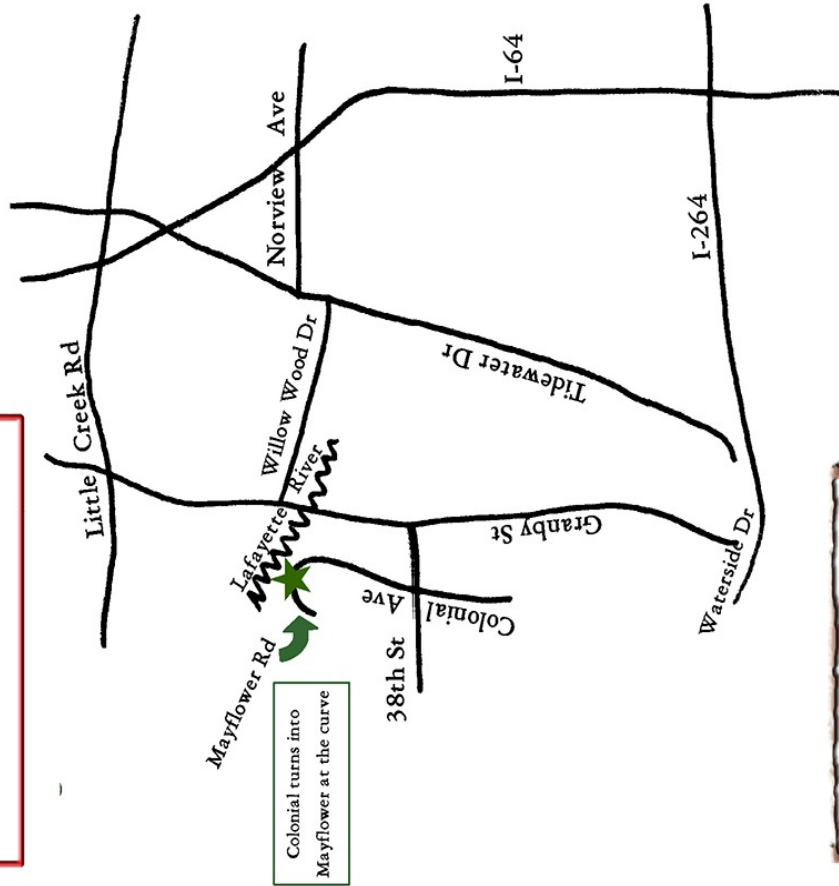 I-64
Norview Ave
I-264
Little Creek Rd
Willow Wood Dr
Tidewater Dr
Lafayette River
Granby St
Waterside Dr
Colonial Ave
38th St
Mayflower Rd
Colonial turns into
Mayflower at the curve